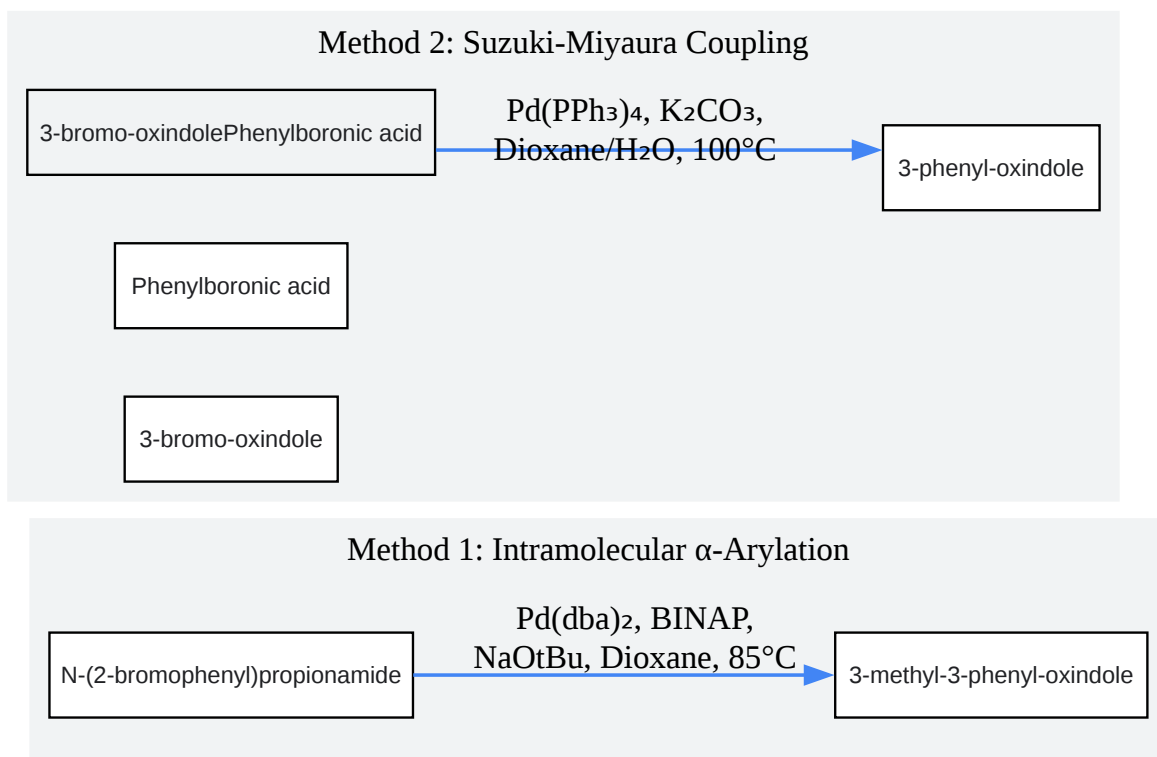 Method 2: Suzuki-Miyaura Coupling
3-bromo-oxindolePhenylboronic acid
Pd(PPh₃)₄, K₂CO₃,
Dioxane/H₂O, 100°C
3-phenyl-oxindole
Phenylboronic acid
3-bromo-oxindole
Method 1: Intramolecular α-Arylation
N-(2-bromophenyl)propionamide
Pd(dba)₂, BINAP,
NaOtBu, Dioxane, 85°C
3-methyl-3-phenyl-oxindole